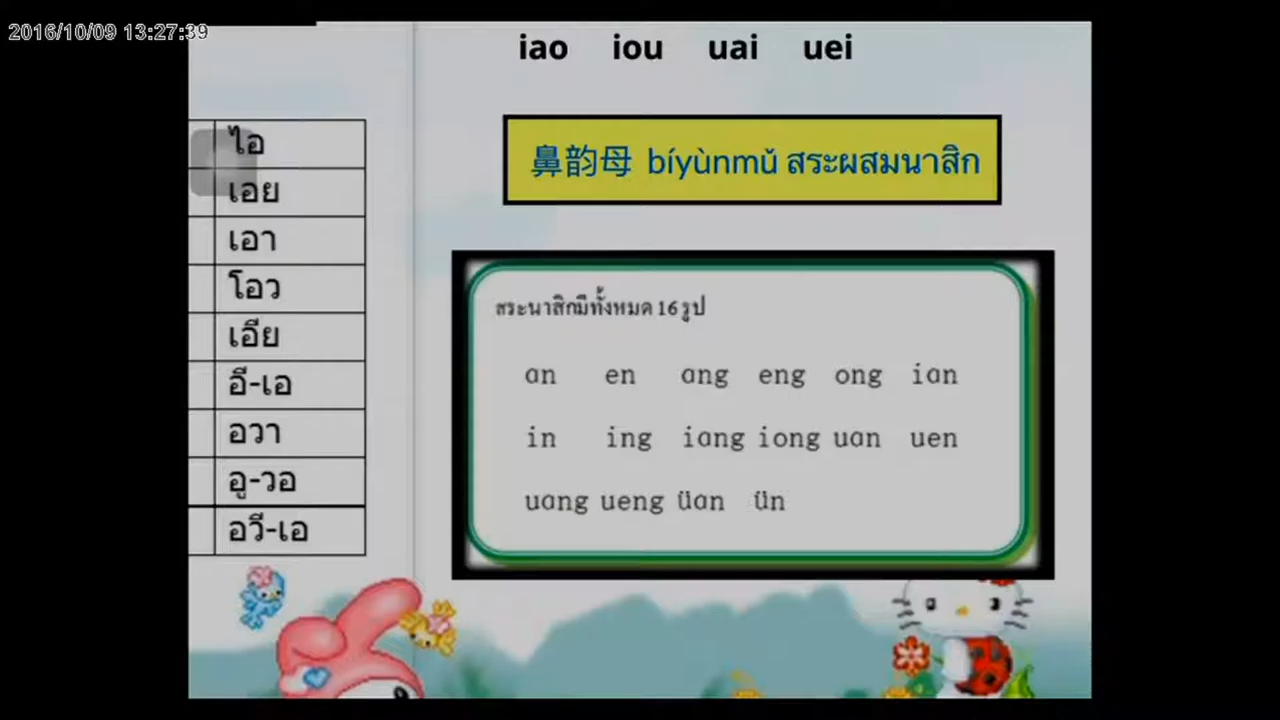 2016/10/09 13:27:39
ไอ
เอย
เอา
โอว
เอีย
อี-เอ
อวา
อู-วอ
อวี-เอ
iao iou uai uei
鼻韵母 bíyùnmǔ สระผสมนาสิก
สระนาสิกมีทั้งหมด 16 รูป
an en ang eng ong ian
in ing iang iong uan uen
uang ueng üan ün